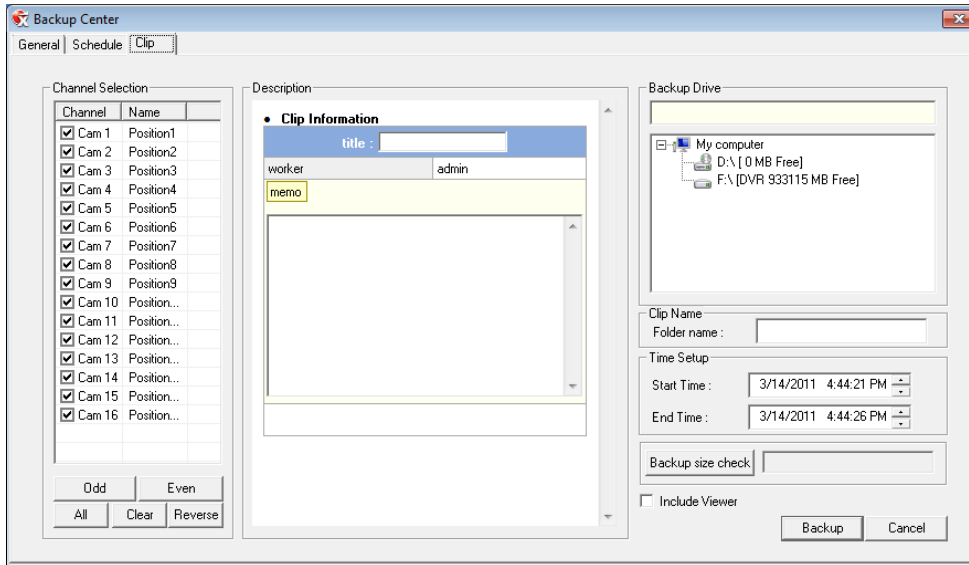 Backup Center
General Schedule Clip
Channel Selection
Channel Name
Cam 1 Position1
Cam 2 Position2
Cam 3 Position3
Cam 4 Position4
Cam 5 Position5
Cam 6 Position6
Cam 7 Position7
Cam 8 Position8
Cam 9 Position9
Cam 10 Position...
Cam 11 Position...
Cam 12 Position...
Cam 13 Position...
Cam 14 Position...
Cam 15 Position...
Cam 16 Position...
Odd Even
All Clear Reverse
Description
• Clip Information
title :
worker admin
memo
Backup Drive
My computer
D:\ [ 0 MB Free]
F:\ [DVR 933115 MB Free]
Clip Name
Folder name :
Time Setup
Start Time : 3/14/2011 4:44:21 PM
End Time : 3/14/2011 4:44:26 PM
Backup size check
Include Viewer
Backup Cancel